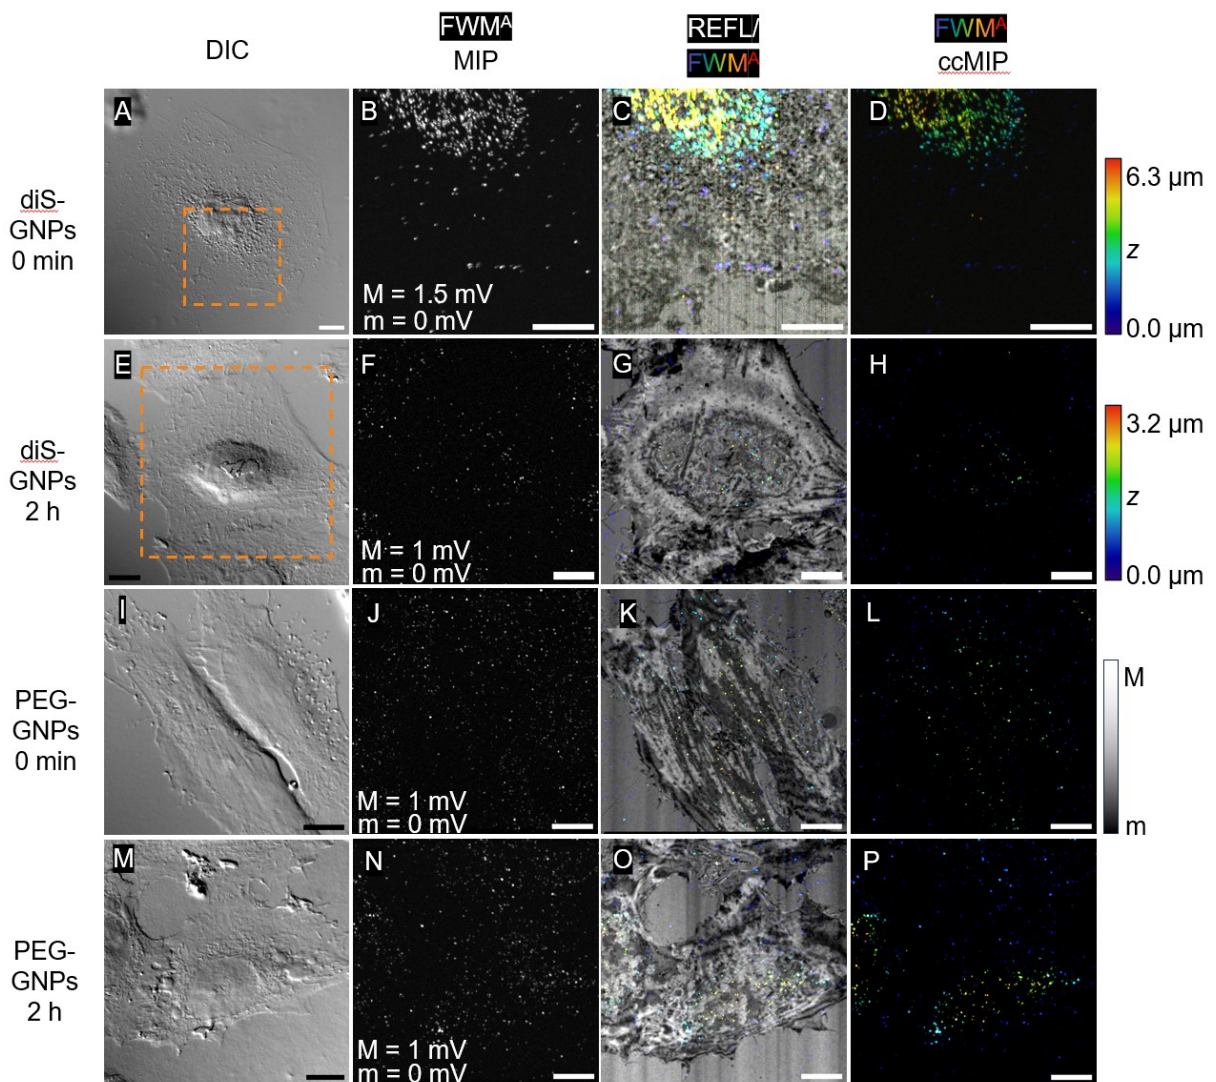 DIC
FWMᴬ
MIP
REFL/
FWMᴬ
FWMᴬ
ccMIP
diS-
GNPs
0 min
A
B
M = 1.5 mV
m = 0 mV
C
D
6.3 µm
z
0.0 µm
diS-
GNPs
2 h
E
F
M = 1 mV
m = 0 mV
G
H
3.2 µm
z
0.0 µm
PEG-
GNPs
0 min
I
J
M = 1 mV
m = 0 mV
K
L
M
m
PEG-
GNPs
2 h
M
N
M = 1 mV
m = 0 mV
O
P